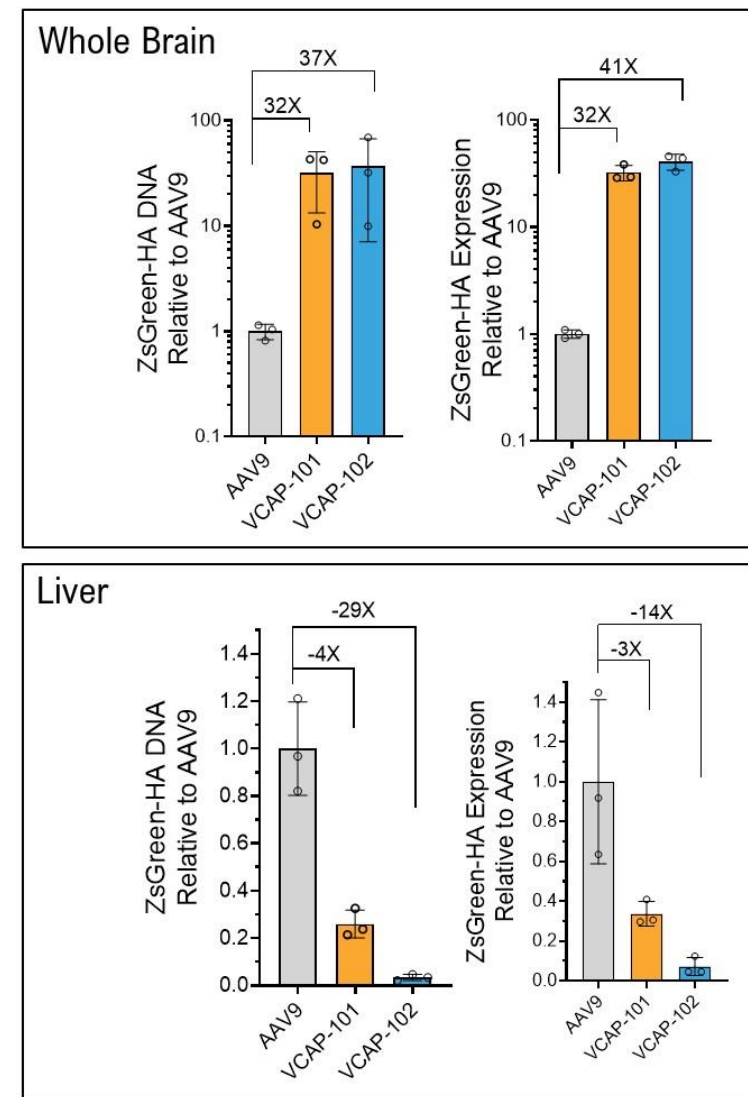 Whole Brain
37X
32X
ZsGreen-HA DNA
Relative to AAV9
100
10
1
0.1
AAV9
VCAP-101
VCAP-102
41X
32X
ZsGreen-HA Expression
Relative to AAV9
100
10
1
0.1
AAV9
VCAP-101
VCAP-102
Liver
-29X
-4X
ZsGreen-HA DNA
Relative to AAV9
1.4
1.2
1.0
0.8
0.6
0.4
0.2
0.0
AAV9
VCAP-101
VCAP-102
-14X
-3X
ZsGreen-HA Expression
Relative to AAV9
1.4
1.2
1.0
0.8
0.6
0.4
0.2
0.0
AAV9
VCAP-101
VCAP-102